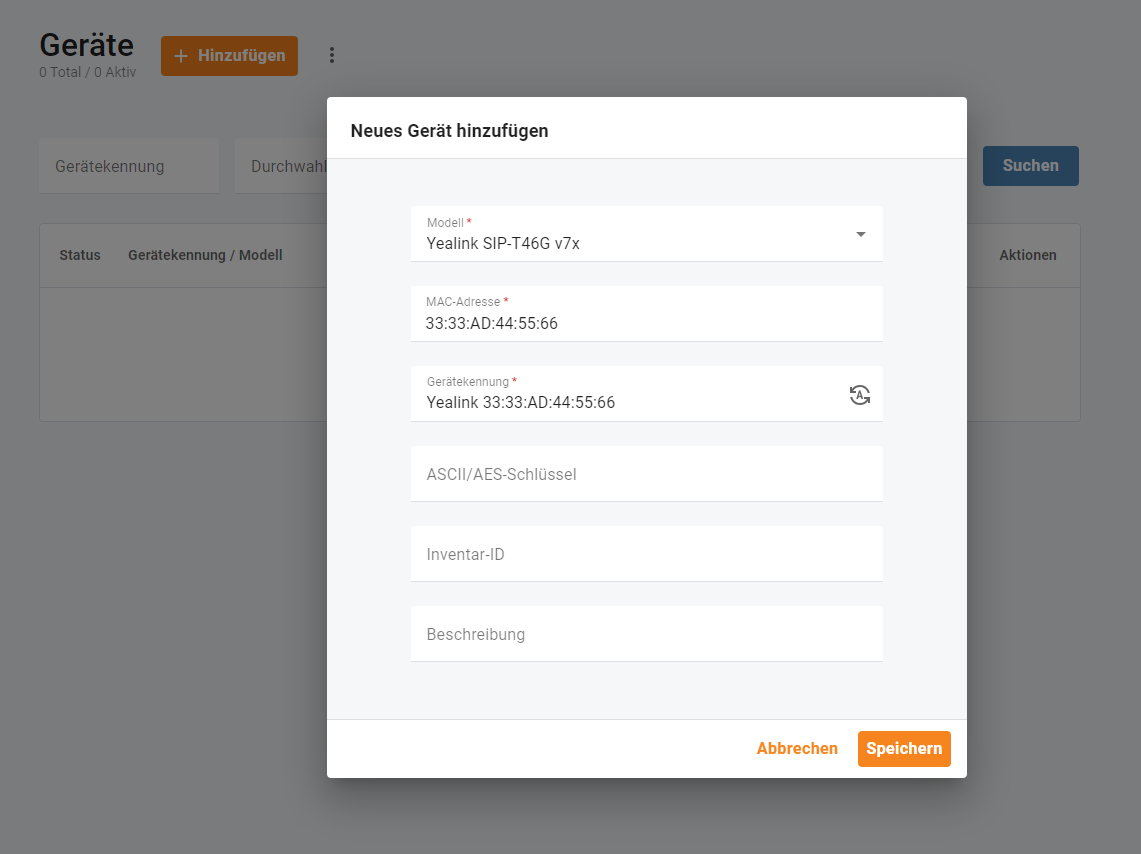 Geräte
+ Hinzufügen
0 Total / 0 Aktiv
Neues Gerät hinzufügen
Gerätekennung
Durchwahl
Suchen
Status
Gerätekennung / Modell
Aktionen
Modell *
Yealink SIP-T46G v7x
MAC-Adresse *
33:33:AD:44:55:66
Gerätekennung *
Yealink 33:33:AD:44:55:66
A
ASCII/AES-Schlüssel
Inventar-ID
Beschreibung
Abbrechen
Speichern